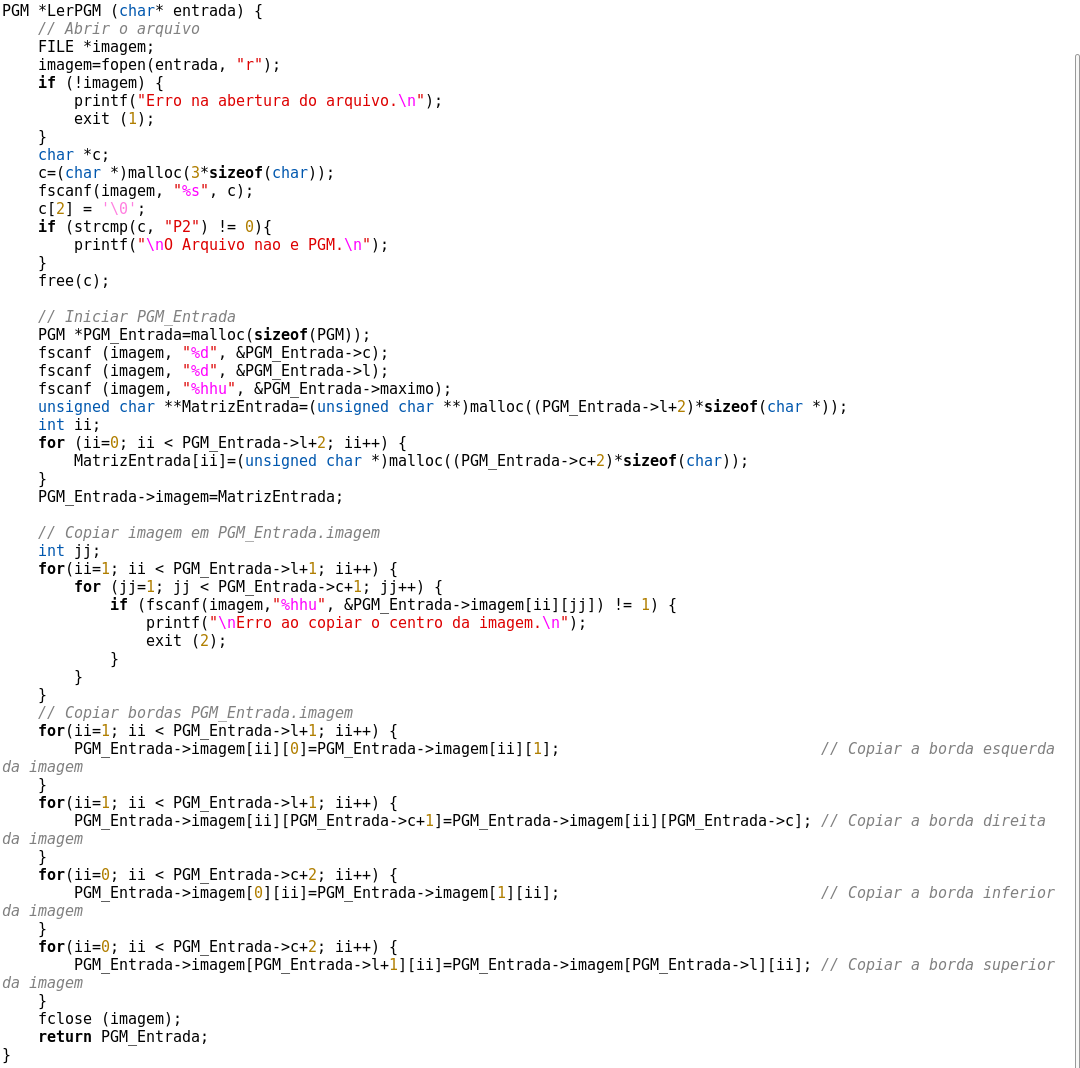 PGM *LerPGM (char* entrada) {
    // Abrir o arquivo
    FILE *imagem;
    imagem=fopen(entrada, "r");
    if (!imagem) {
        printf("Erro na abertura do arquivo.\n");
        exit (1);
    }
    char *c;
    c=(char *)malloc(3*sizeof(char));
    fscanf(imagem, "%s", c);
    c[2] = '\0';
    if (strcmp(c, "P2") != 0){
        printf("\nO Arquivo nao e PGM.\n");
    }
    free(c);

    // Iniciar PGM_Entrada
    PGM *PGM_Entrada=malloc(sizeof(PGM));
    fscanf (imagem, "%d", &PGM_Entrada->c);
    fscanf (imagem, "%d", &PGM_Entrada->l);
    fscanf (imagem, "%hhu", &PGM_Entrada->maximo);
    unsigned char **MatrizEntrada=(unsigned char **)malloc((PGM_Entrada->l+2)*sizeof(char *));
    int ii;
    for (ii=0; ii < PGM_Entrada->l+2; ii++) {
        MatrizEntrada[ii]=(unsigned char *)malloc((PGM_Entrada->c+2)*sizeof(char));
    }
    PGM_Entrada->imagem=MatrizEntrada;

    // Copiar imagem em PGM_Entrada.imagem
    int jj;
    for(ii=1; ii < PGM_Entrada->l+1; ii++) {
        for (jj=1; jj < PGM_Entrada->c+1; jj++) {
            if (fscanf(imagem,"%hhu", &PGM_Entrada->imagem[ii][jj]) != 1) {
                printf("\nErro ao copiar o centro da imagem.\n");
                exit (2);
            }
        }
    }
    // Copiar bordas PGM_Entrada.imagem
    for(ii=1; ii < PGM_Entrada->l+1; ii++) {
        PGM_Entrada->imagem[ii][0]=PGM_Entrada->imagem[ii][1];                             // Copiar a borda esquerda
da imagem
    }
    for(ii=1; ii < PGM_Entrada->l+1; ii++) {
        PGM_Entrada->imagem[ii][PGM_Entrada->c+1]=PGM_Entrada->imagem[ii][PGM_Entrada->c]; // Copiar a borda direita
da imagem
    }
    for(ii=0; ii < PGM_Entrada->c+2; ii++) {
        PGM_Entrada->imagem[0][ii]=PGM_Entrada->imagem[1][ii];                             // Copiar a borda inferior
da imagem
    }
    for(ii=0; ii < PGM_Entrada->c+2; ii++) {
        PGM_Entrada->imagem[PGM_Entrada->l+1][ii]=PGM_Entrada->imagem[PGM_Entrada->l][ii]; // Copiar a borda superior
da imagem
    }
    fclose (imagem);
    return PGM_Entrada;
}